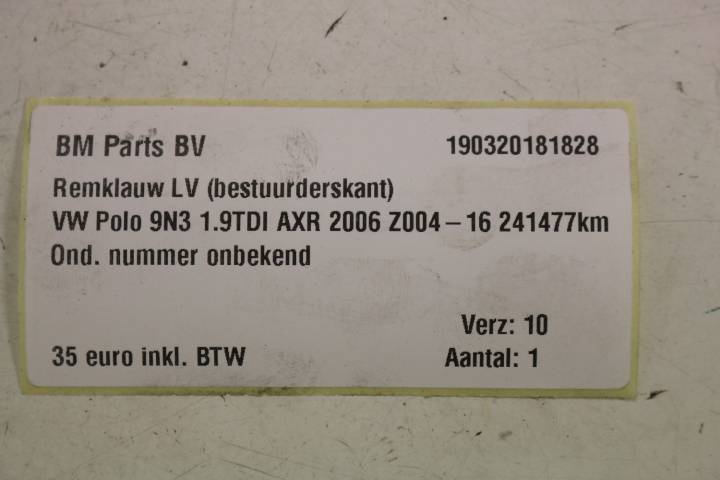 BM Parts BV 190320181828
Remklauw LV (bestuurderskant)
VW Polo 9N3 1.9TDI AXR 2006 Z004 – 16 241477km
Ond. nummer onbekend
Verz: 10
35 euro inkl. BTW Aantal: 1